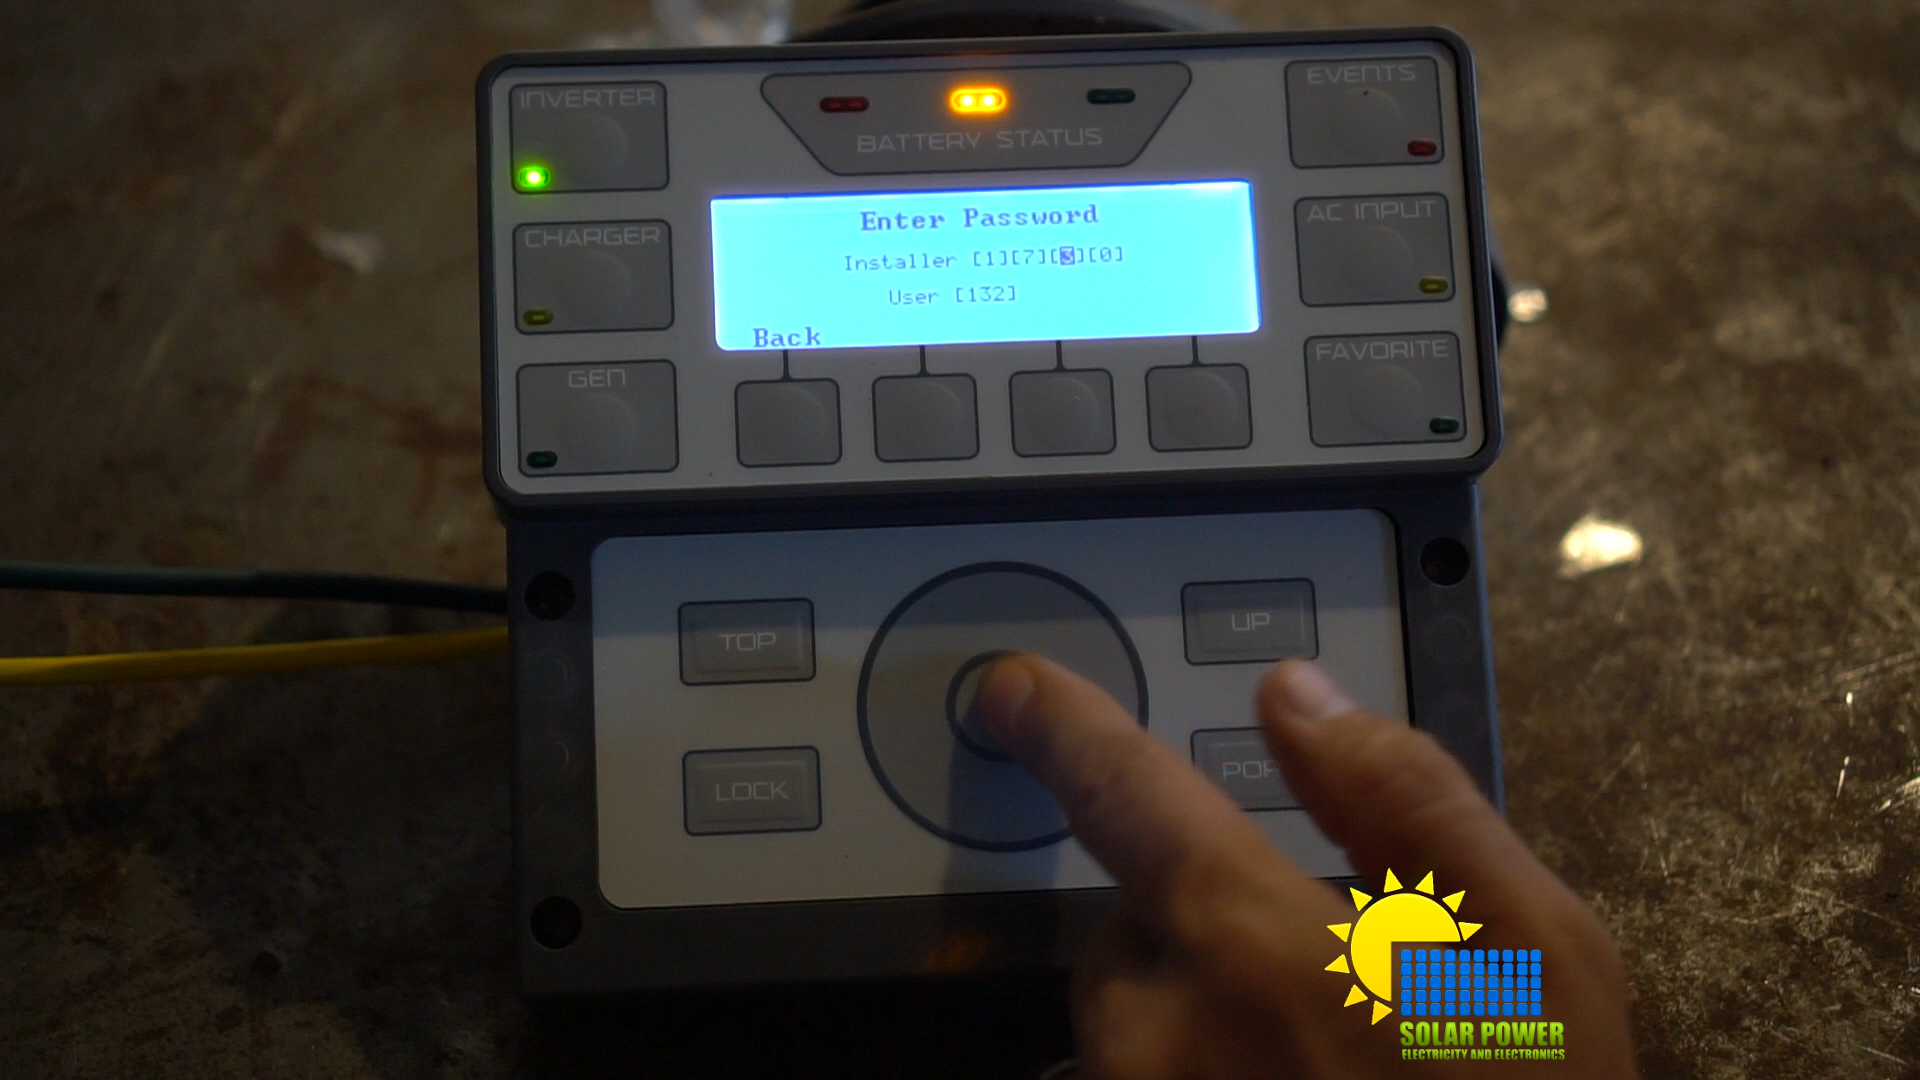 INVERTER
BATTERY STATUS
EVENTS
CHARGER
AC INPUT
GEN
FAVORITE
Enter Password
Installer [1][7][3][0]
User [132]
Back
TOP
UP
LOCK
SOLAR POWER
ELECTRICITY AND ELECTRONICS